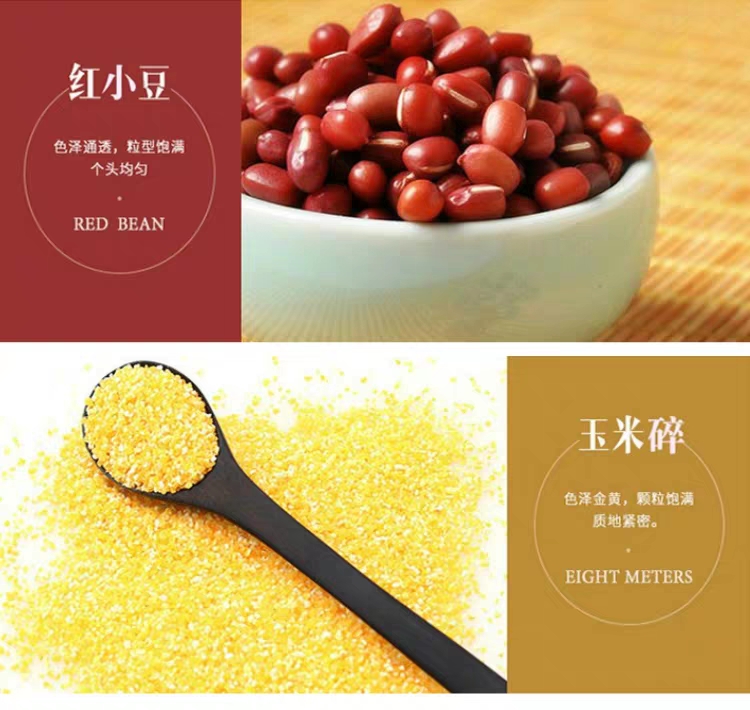 红小豆
色泽通透，粒型饱满
个头均匀
RED BEAN
玉米碎
色泽金黄，颗粒饱满
质地紧密。
EIGHT METERS